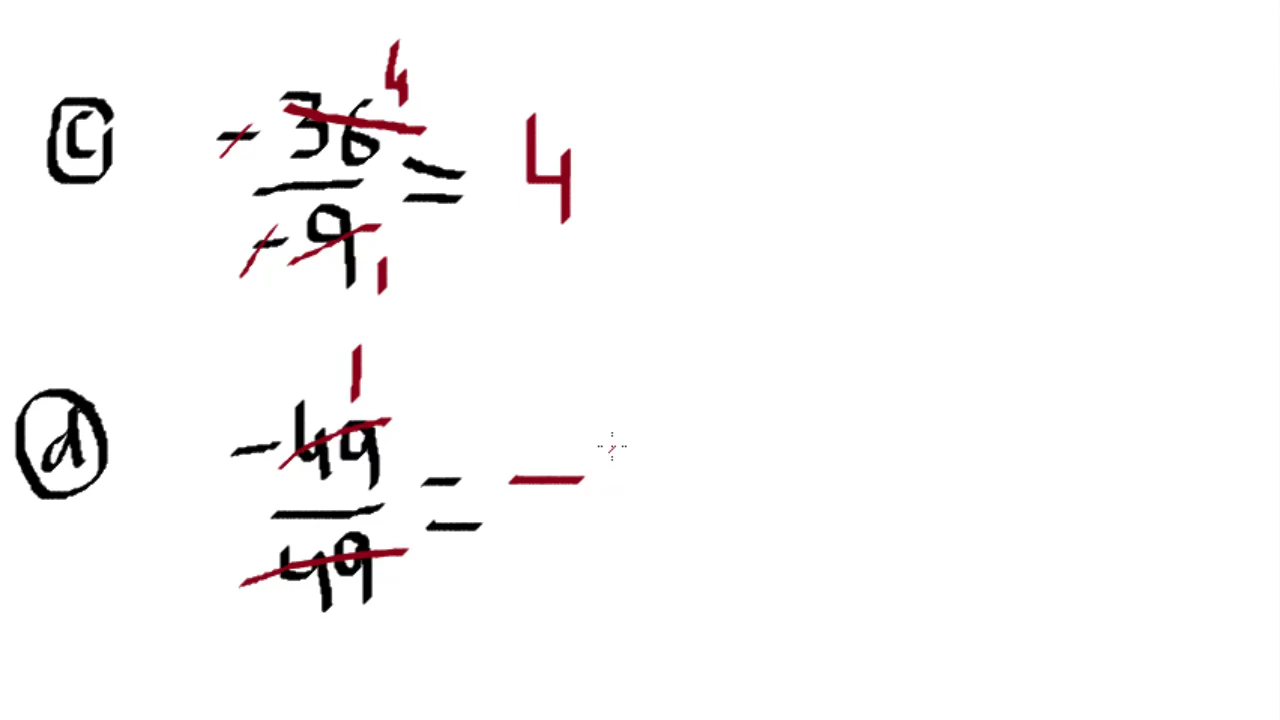 4
(c) -36 = 4
-9 1
1
(d) -49 = -
49